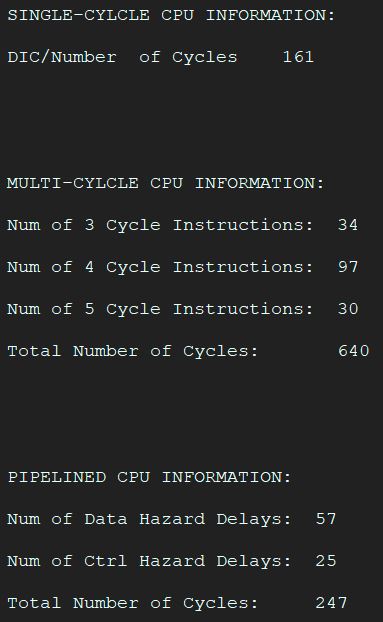 SINGLE-CYLCLE CPU INFORMATION:
DIC/Number  of Cycles    161
MULTI-CYLCLE CPU INFORMATION:
Num of 3 Cycle Instructions:  34
Num of 4 Cycle Instructions:  97
Num of 5 Cycle Instructions:  30
Total Number of Cycles:       640
PIPELINED CPU INFORMATION:
Num of Data Hazard Delays:  57
Num of Ctrl Hazard Delays:  25
Total Number of Cycles:     247